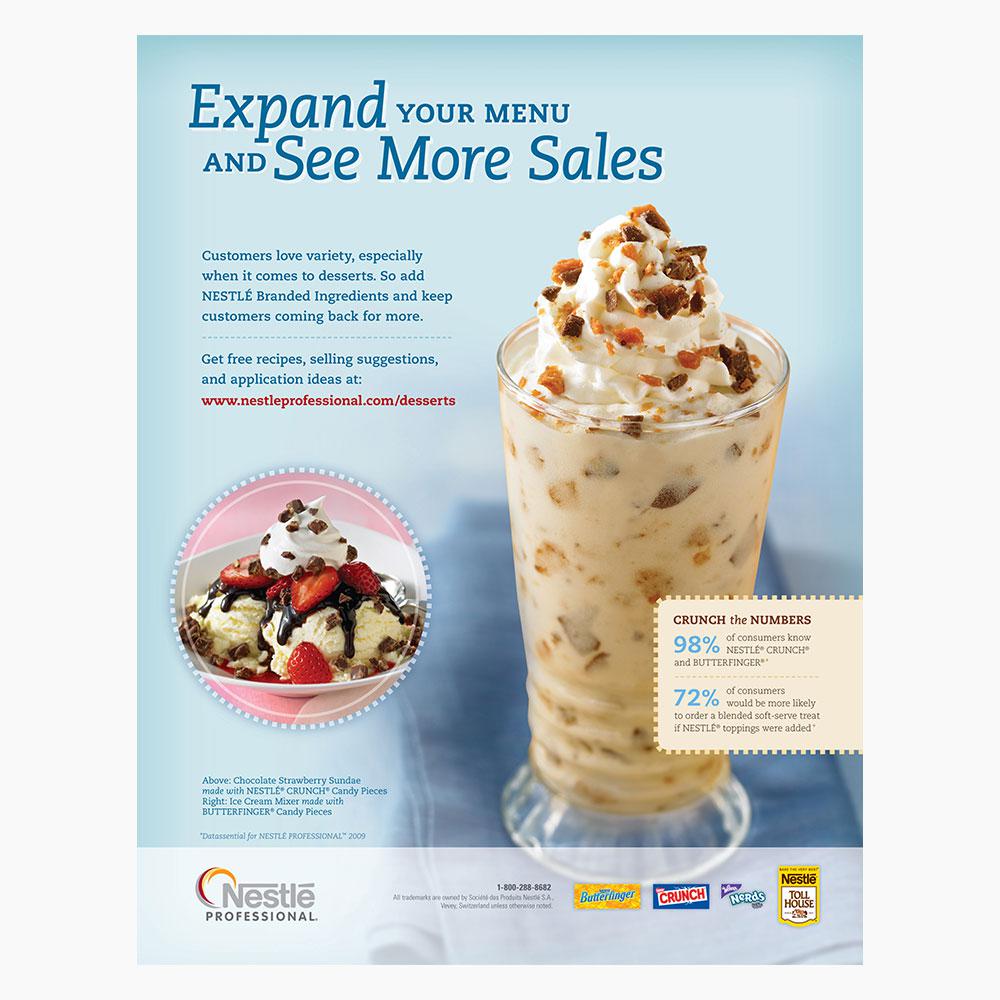 Expand YOUR MENU
AND See More Sales
Customers love variety, especially
when it comes to desserts. So add
NESTLÉ Branded Ingredients and keep
customers coming back for more.
Get free recipes, selling suggestions,
and application ideas at:
www.nestleprofessional.com/desserts
CRUNCH the NUMBERS
98% of consumers know
NESTLÉ® CRUNCH®
and BUTTERFINGER®*
72% of consumers
would be more likely
to order a blended soft-serve treat
if NESTLÉ® toppings were added*
Above: Chocolate Strawberry Sundae
made with NESTLÉ® CRUNCH® Candy Pieces
Right: Ice Cream Mixer made with
BUTTERFINGER® Candy Pieces
*Datassential for NESTLÉ PROFESSIONAL™ 2009
Nestlé
PROFESSIONAL.
1-800-288-8682
All trademarks are owned by Société des Produits Nestlé S.A.,
Vevey, Switzerland unless otherwise noted.
Butterfinger
CRUNCH
Nerds
BAKE THE VERY BEST
Nestlé
TOLL
HOUSE